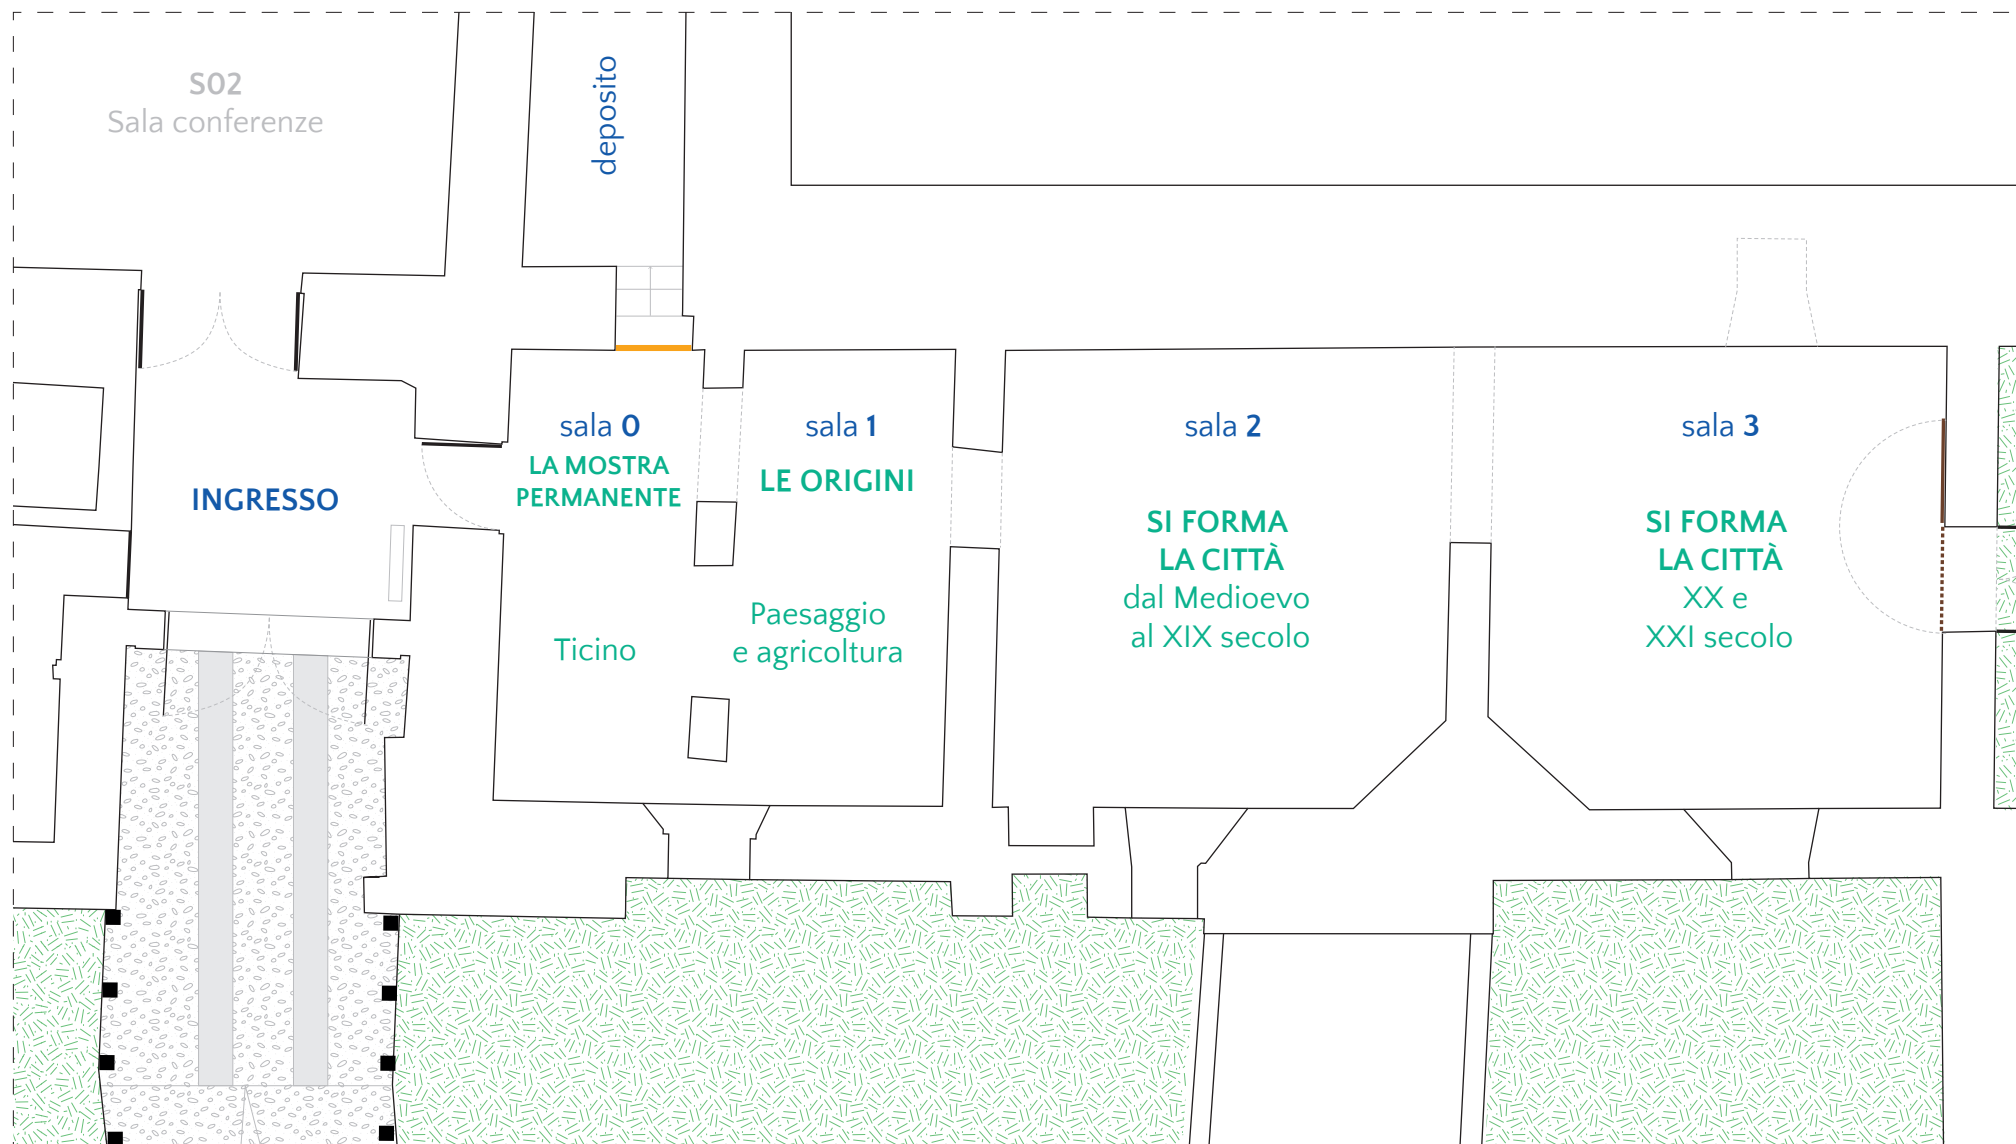 S02
Sala conferenze
deposito
INGRESSO
sala 0
LA MOSTRA
PERMANENTE
Ticino
sala 1
LE ORIGINI
Paesaggio
e agricoltura
sala 2
SI FORMA
LA CITTÀ
dal Medioevo
al XIX secolo
sala 3
SI FORMA
LA CITTÀ
XX e
XXI secolo